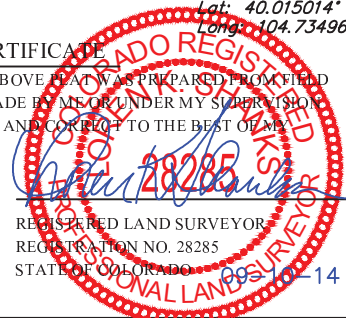 Lat: 40.015014°
Long: 104.73496
CERTIFICATE
ABOVE PLAT WAS PREPARED FROM FIELD
MADE BY ME OR UNDER MY SUPERVISION
AND CORRECT TO THE BEST OF MY
COLORADO REGISTERED
K. SHANKS
28285
PROFESSIONAL LAND SURVEYOR
REGISTERED LAND SURVEYOR
REGISTRATION NO. 28285
STATE OF COLORADO
09-10-14